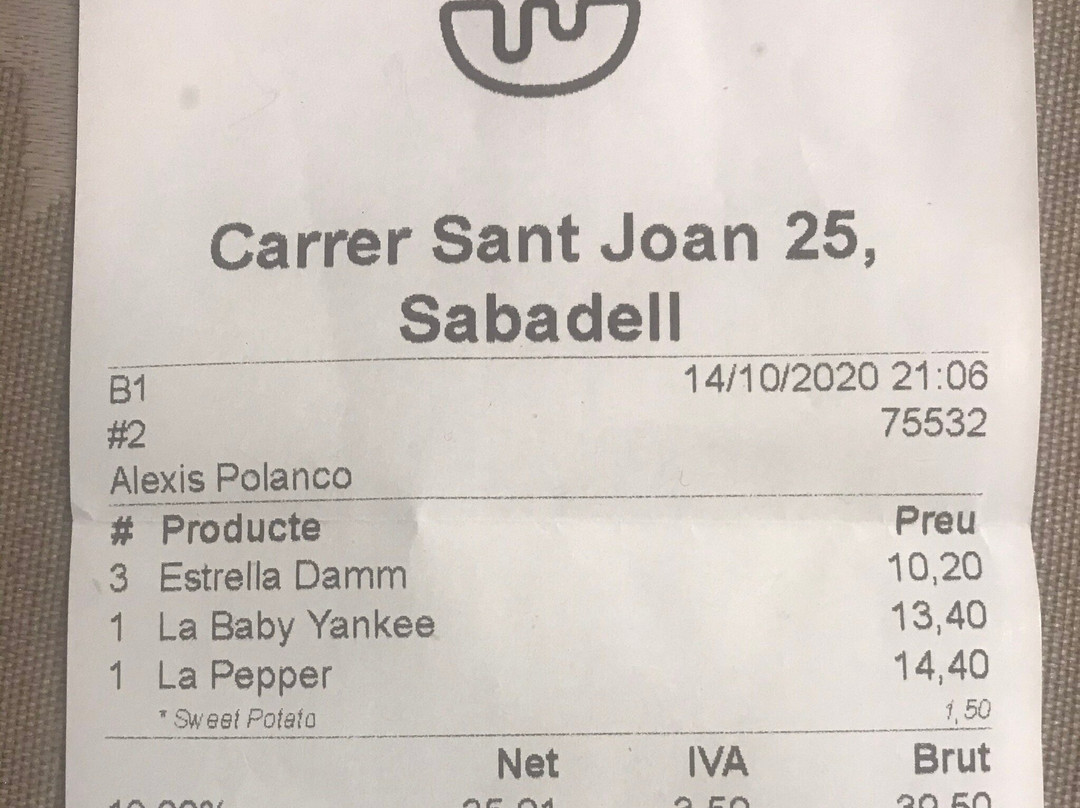 Carrer Sant Joan 25,
Sabadell
B1 14/10/2020 21:06
#2 75532
Alexis Polanco
# Producte Preu
3 Estrella Damm 10,20
1 La Baby Yankee 13,40
1 La Pepper 14,40
* Sweet Potato 1,50
Net IVA Brut